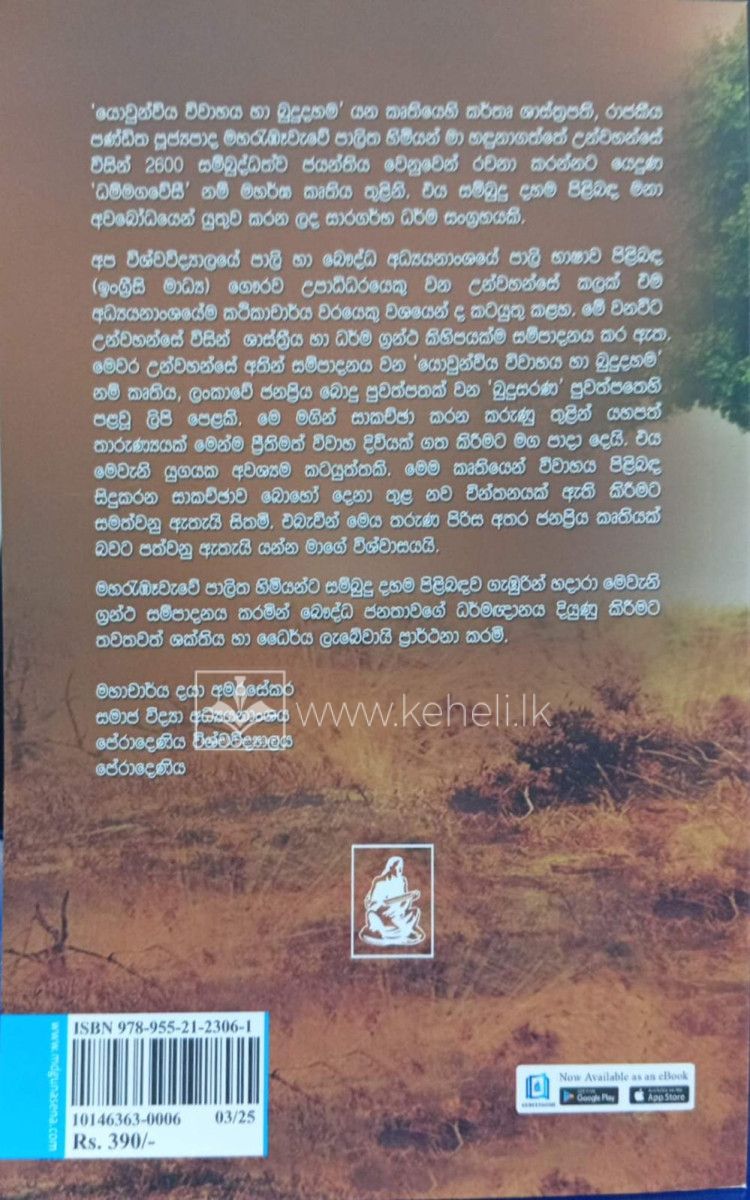 ‘යොවුන්විය විවාහය හා බුදුදහම’ යන කෘතියෙහි කර්තෘ ශාස්ත්‍රපති, රාජකීය
පණ්ඩිත පූජ්‍යපාද මහරැඹෑවැවේ පාලිත හිමියන් මා හඳුනාගත්තේ උන්වහන්සේ
විසින් 2600 සම්බුද්ධත්ව ජයන්තිය වෙනුවෙන් රචනා කරන්නට යෙදුණ
‘ධම්මගවේසී’ නම් මහර්ඝ කෘතිය තුළිනි. එය සම්බුදු දහම පිළිබඳ මනා
අවබෝධයෙන් යුතුව කරන ලද සාරගර්භ ධර්ම සංග්‍රහයකි.
අප විශ්වවිද්‍යාලයේ පාලි හා බෞද්ධ අධ්‍යයනාංශයේ පාලි භාෂාව පිළිබඳ
(ඉංග්‍රීසි මාධ්‍ය) ගෞරව උපාධිධරයෙකු වන උන්වහන්සේ කලක් එම
අධ්‍යයනාංශයේම කථිකාචාර්ය වරයෙකු වශයෙන් ද කටයුතු කළහ. මේ වනවිට
උන්වහන්සේ විසින් ශාස්ත්‍රීය හා ධර්ම ග්‍රන්ථ කිහිපයක්ම සම්පාදනය කර ඇත.
මෙවර උන්වහන්සේ අතින් සම්පාදනය වන ‘යොවුන්විය විවාහය හා බුදුදහම’
නම් කෘතිය, ලංකාවේ ජනප්‍රිය බොදු පුවත්පතක් වන ‘බුදුසරණ’ පුවත්පතෙහි
පළවූ ලිපි පෙළකි. මේ මගින් සාකච්ඡා කරන කරුණු තුළින් යහපත්
තාරුණ්‍යයක් මෙන්ම ප්‍රීතිමත් විවාහ දිවියක් ගත කිරීමට මග පාදා දෙයි. එය
මෙවැනි යුගයක අවශ්‍යම කටයුත්තකි. මෙම කෘතියෙන් විවාහය පිළිබඳ
සිදුකරන සාකච්ඡාව බොහෝ දෙනා තුළ නව චින්තනයක් ඇති කිරීමට
සමත්වනු ඇතැයි සිතමි. එබැවින් මෙය තරුණ පිරිස අතර ජනප්‍රිය කෘතියක්
බවට පත්වනු ඇතැයි යන්න මාගේ විශ්වාසයයි.
මහරැඹෑවැවේ පාලිත හිමියන්ට සම්බුදු දහම පිළිබඳව ගැඹුරින් හදාරා මෙවැනි
ග්‍රන්ථ සම්පාදනය කරමින් බෞද්ධ ජනතාවගේ ධර්මඥානය දියුණු කිරීමට
තවතවත් ශක්තිය හා ධෛර්ය ලැබේවායි ප්‍රාර්ථනා කරමි.
මහාචාර්ය දයා අමරසේකර
සමාජ විද්‍යා අධ්‍යයනාංශය
පේරාදෙණිය විශ්වවිද්‍යාලය
පේරාදෙණිය
www.keheli.lk
www.mdgunasena.com
ISBN 978-955-21-2306-1
10146363-0006 03/25
Rs. 390/-
Now Available as an eBook
Google Play
App Store